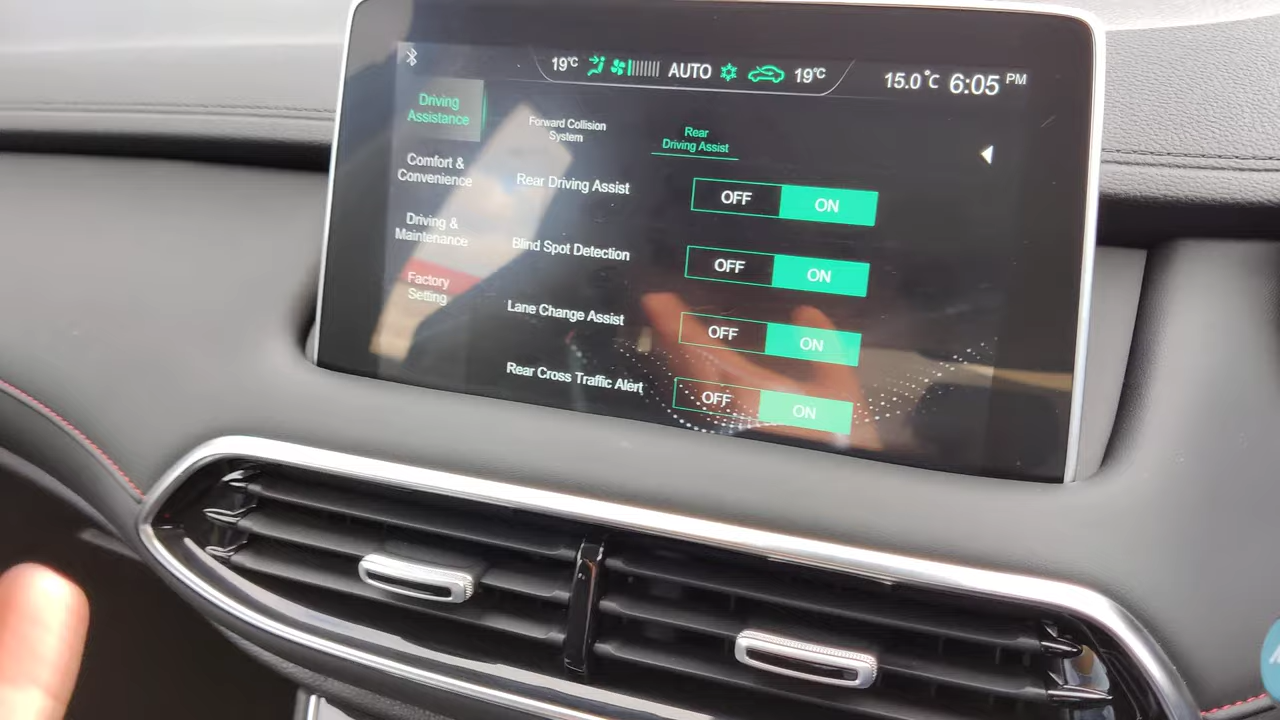 19°C AUTO 19°C 15.0°C 6:05 PM
Driving
Assistance
Comfort &
Convenience
Driving &
Maintenance
Factory
Setting
Forward Collision
System
Rear
Driving Assist
Rear Driving Assist OFF ON
Blind Spot Detection OFF ON
Lane Change Assist OFF ON
Rear Cross Traffic Alert OFF ON